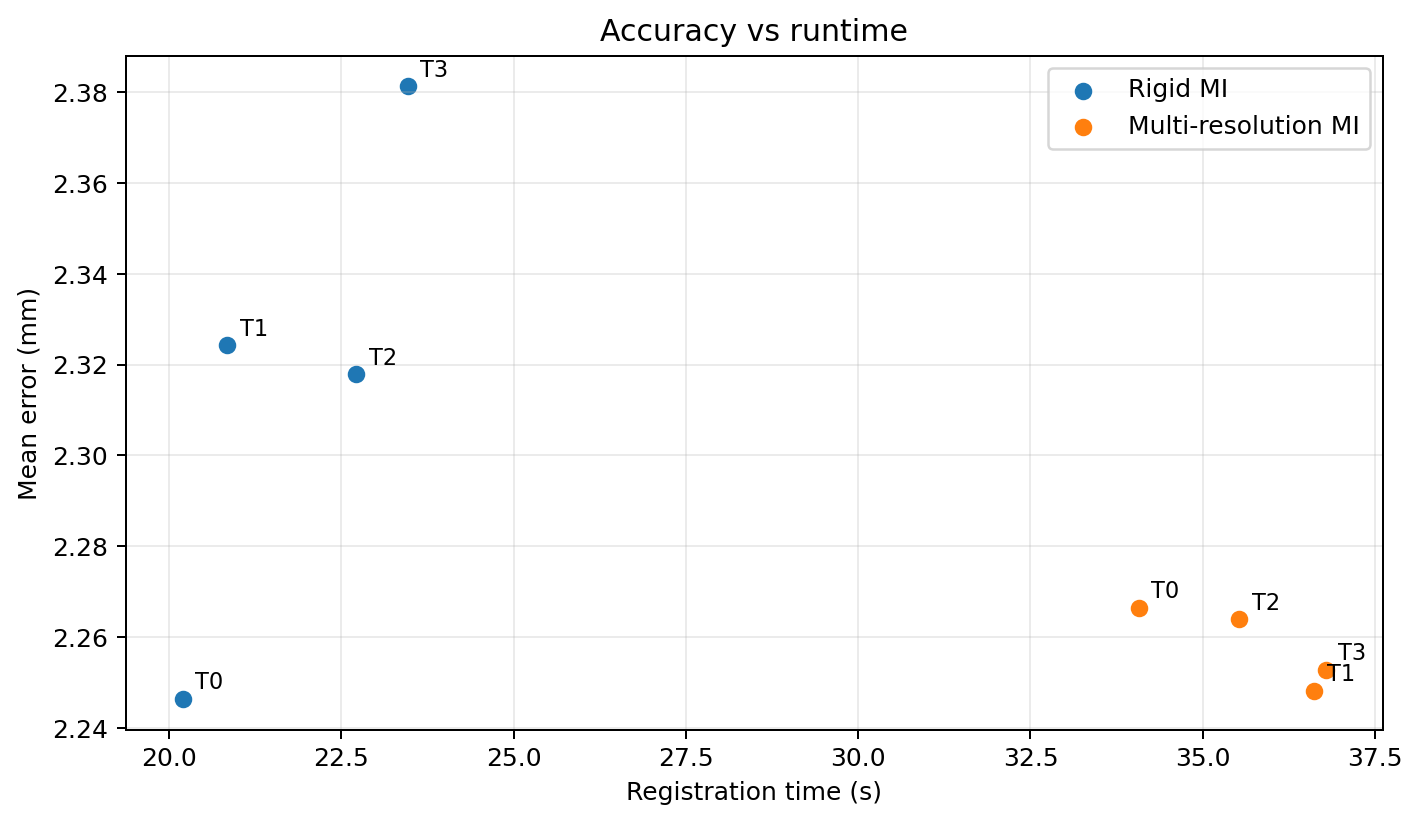 Accuracy vs runtime
Rigid MI
Multi-resolution MI
T3
T1
T2
T0
T0
T2
T3
T1
2.38
2.36
2.34
2.32
2.30
2.28
2.26
2.24
Mean error (mm)
20.0 22.5 25.0 27.5 30.0 32.5 35.0 37.5
Registration time (s)